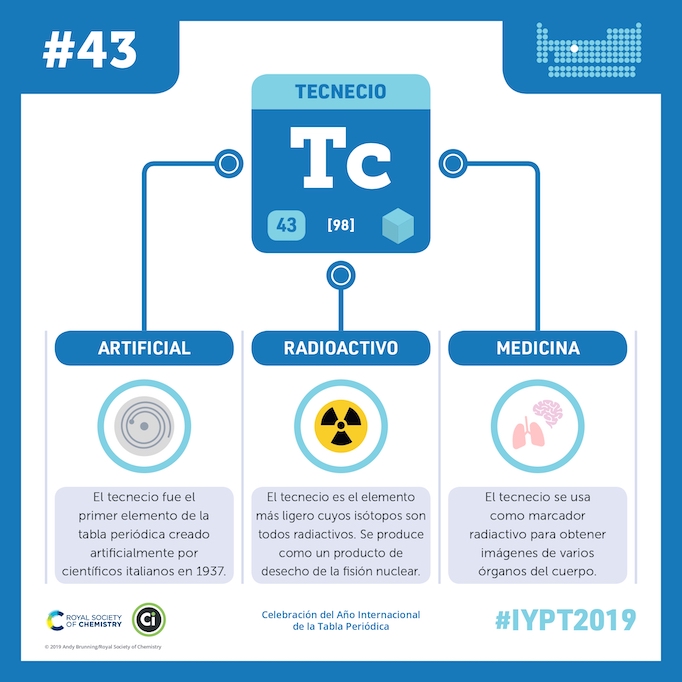 #43
TECNECIO
Tc
43
[98]
ARTIFICIAL
RADIOACTIVO
MEDICINA
El tecnecio fue el
primer elemento de la
tabla periódica creado
artificialmente por
científicos italianos en 1937.
El tecnecio es el elemento
más ligero cuyos isótopos son
todos radiactivos. Se produce
como un producto de
desecho de la fisión nuclear.
El tecnecio se usa
como marcador
radiactivo para obtener
imágenes de varios
órganos del cuerpo.
ROYAL SOCIETY
OF CHEMISTRY
Ci
Celebración del Año Internacional
de la Tabla Periódica
#IYPT2019
© 2019 Andy Brunning/Royal Society of Chemistry